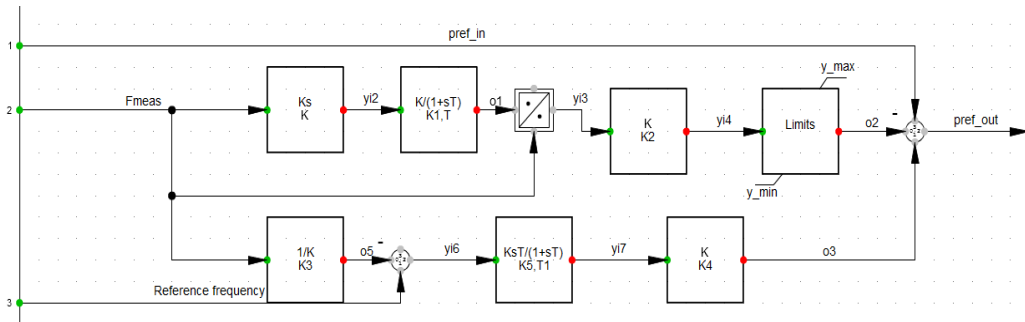 pref_in
1
y_max
Fmeas
Ks
K
yi2
K/(1+sT)
K1,T
o1
yi3
K
K2
yi4
Limits
o2
-
pref_out
2
y_min
1/K
K3
o5
-
yi6
KsT/(1+sT)
K5,T1
yi7
K
K4
o3
Reference frequency
3